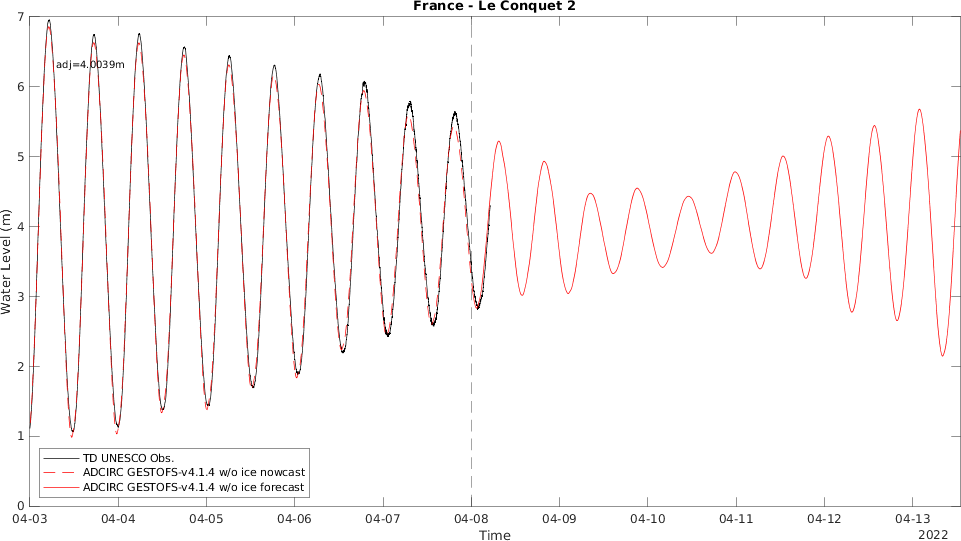 France - Le Conquet 2
7
adj=4.0039m
6
5
4
3
2
1
0
Water Level (m)
TD UNESCO Obs.
ADCIRC GESTOFS-v4.1.4 w/o ice nowcast
ADCIRC GESTOFS-v4.1.4 w/o ice forecast
04-03 04-04 04-05 04-06 04-07 04-08 04-09 04-10 04-11 04-12 04-13
Time
2022